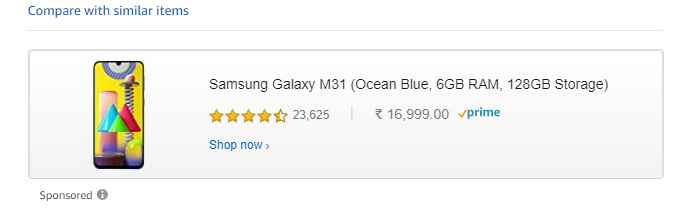 Compare with similar items
Samsung Galaxy M31 (Ocean Blue, 6GB RAM, 128GB Storage)
23,625 | ₹ 16,999.00 prime
Shop now ›
Sponsored